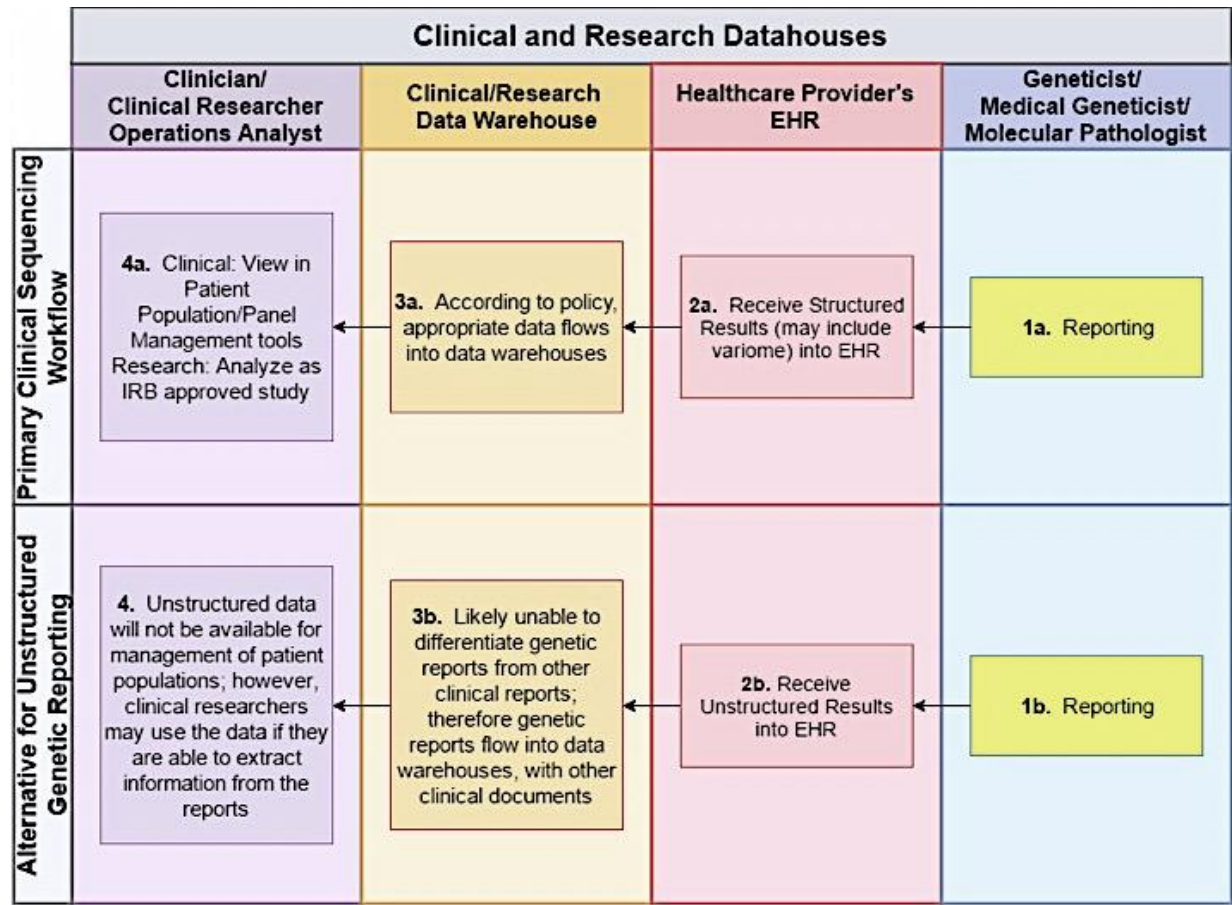 Clinical and Research Datahouses
Clinician/
Clinical Researcher
Operations Analyst
Clinical/Research
Data Warehouse
Healthcare Provider's
EHR
Geneticist/
Medical Geneticist/
Molecular Pathologist
Primary Clinical Sequencing
Workflow
4a. Clinical: View in
Patient
Population/Panel
Management tools
Research: Analyze as
IRB approved study
3a. According to policy,
appropriate data flows
into data warehouses
2a. Receive Structured
Results (may include
variome) into EHR
1a. Reporting
Alternative for Unstructured
Genetic Reporting
4. Unstructured data
will not be available for
management of patient
populations; however,
clinical researchers
may use the data if they
are able to extract
information from the
reports
3b. Likely unable to
differentiate genetic
reports from other
clinical reports;
therefore genetic
reports flow into data
warehouses, with other
clinical documents
2b. Receive
Unstructured Results
into EHR
1b. Reporting